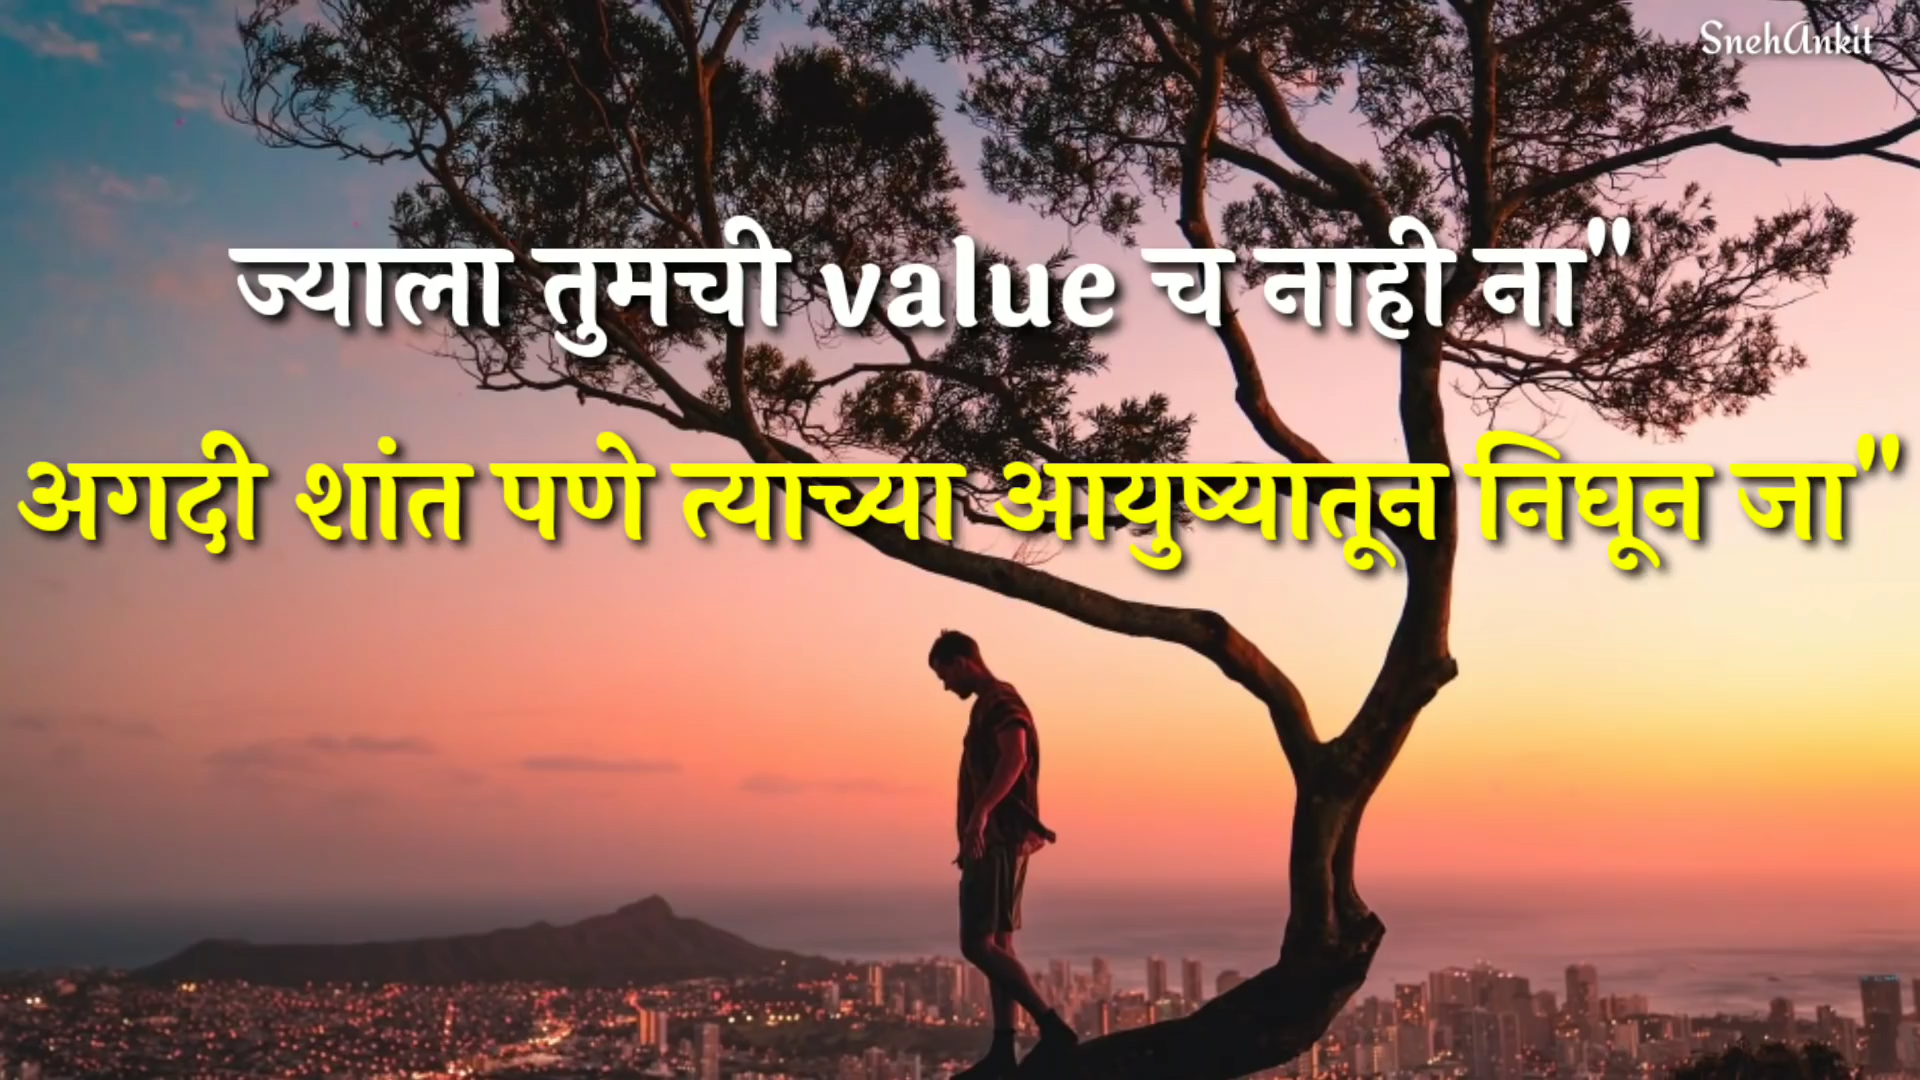 SnehAnkit
ज्याला तुमची value च नाही ना"
अगदी शांत पणे त्याच्या आयुष्यातून निघून जा"